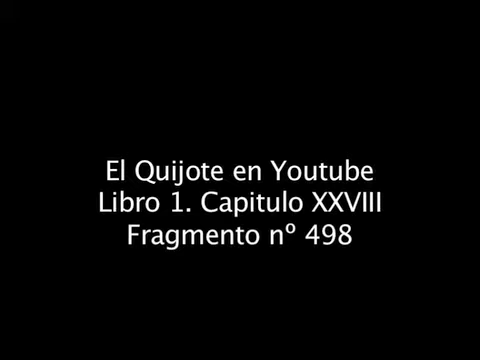 El Quijote en Youtube
Libro 1. Capitulo XXVIII
Fragmento nº 498